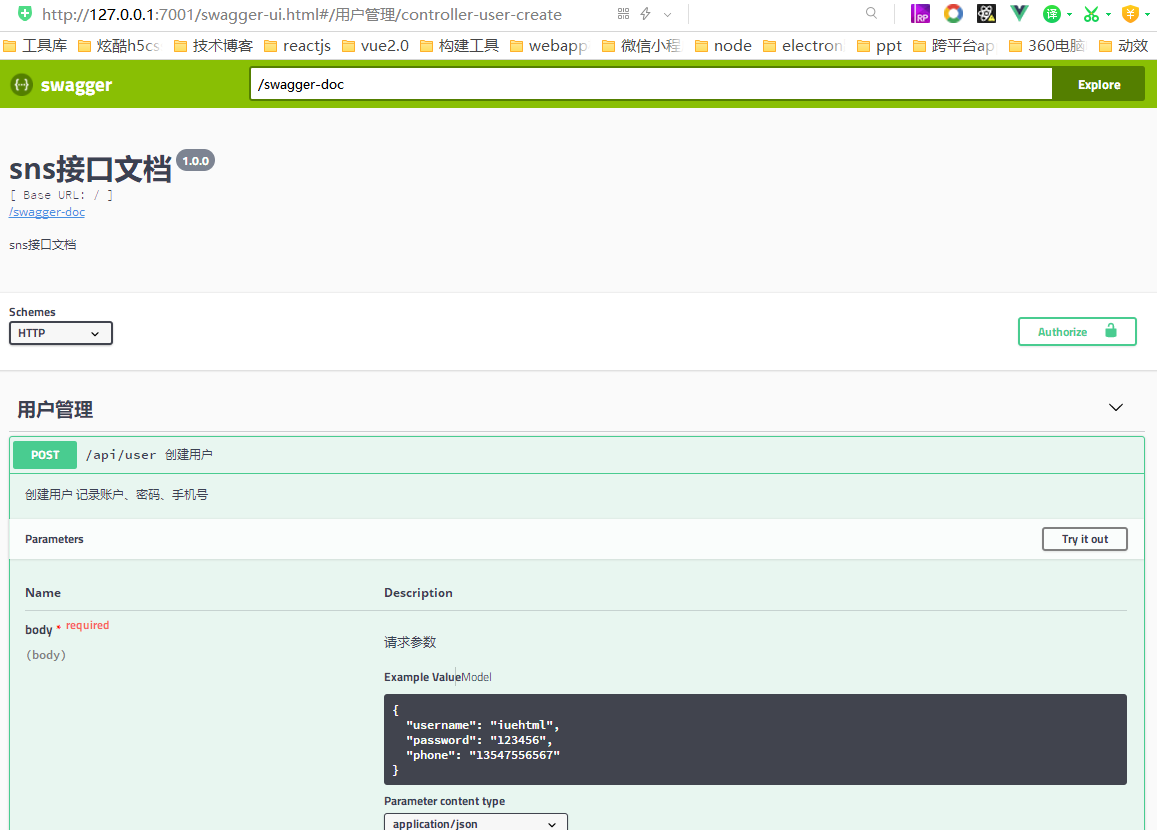 http://127.0.0.1:7001/swagger-ui.html#/用户管理/controller-user-create
RP 译
工具库 炫酷h5cs 技术博客 reactjs vue2.0 构建工具 webapp 微信小程 node electron ppt 跨平台ap 360电脑 动效
{···} swagger /swagger-doc Explore
sns接口文档 1.0.0
[ Base URL: / ]
/swagger-doc
sns接口文档
Schemes
HTTP
Authorize
用户管理
POST /api/user 创建用户
创建用户 记录账户、密码、手机号
Parameters Try it out
Name Description
body * required
(body)
请求参数
Example Value Model
{
"username": "iuehtml",
"password": "123456",
"phone": "13547556567"
}
Parameter content type
application/json